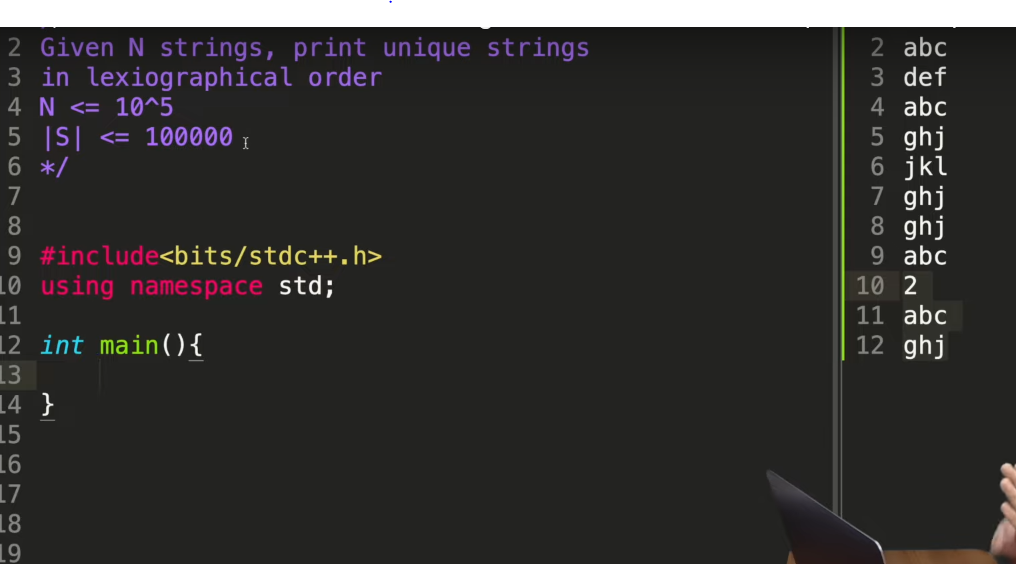 2 Given N strings, print unique strings
3 in lexiographical order
4 N <= 10^5
5 |S| <= 100000
6 */
7
8
9 #include<bits/stdc++.h>
10 using namespace std;
11
12 int main(){
13
14 }
15
16
17
18
19
2 abc
3 def
4 abc
5 ghj
6 jkl
7 ghj
8 ghj
9 abc
10 2
11 abc
12 ghj